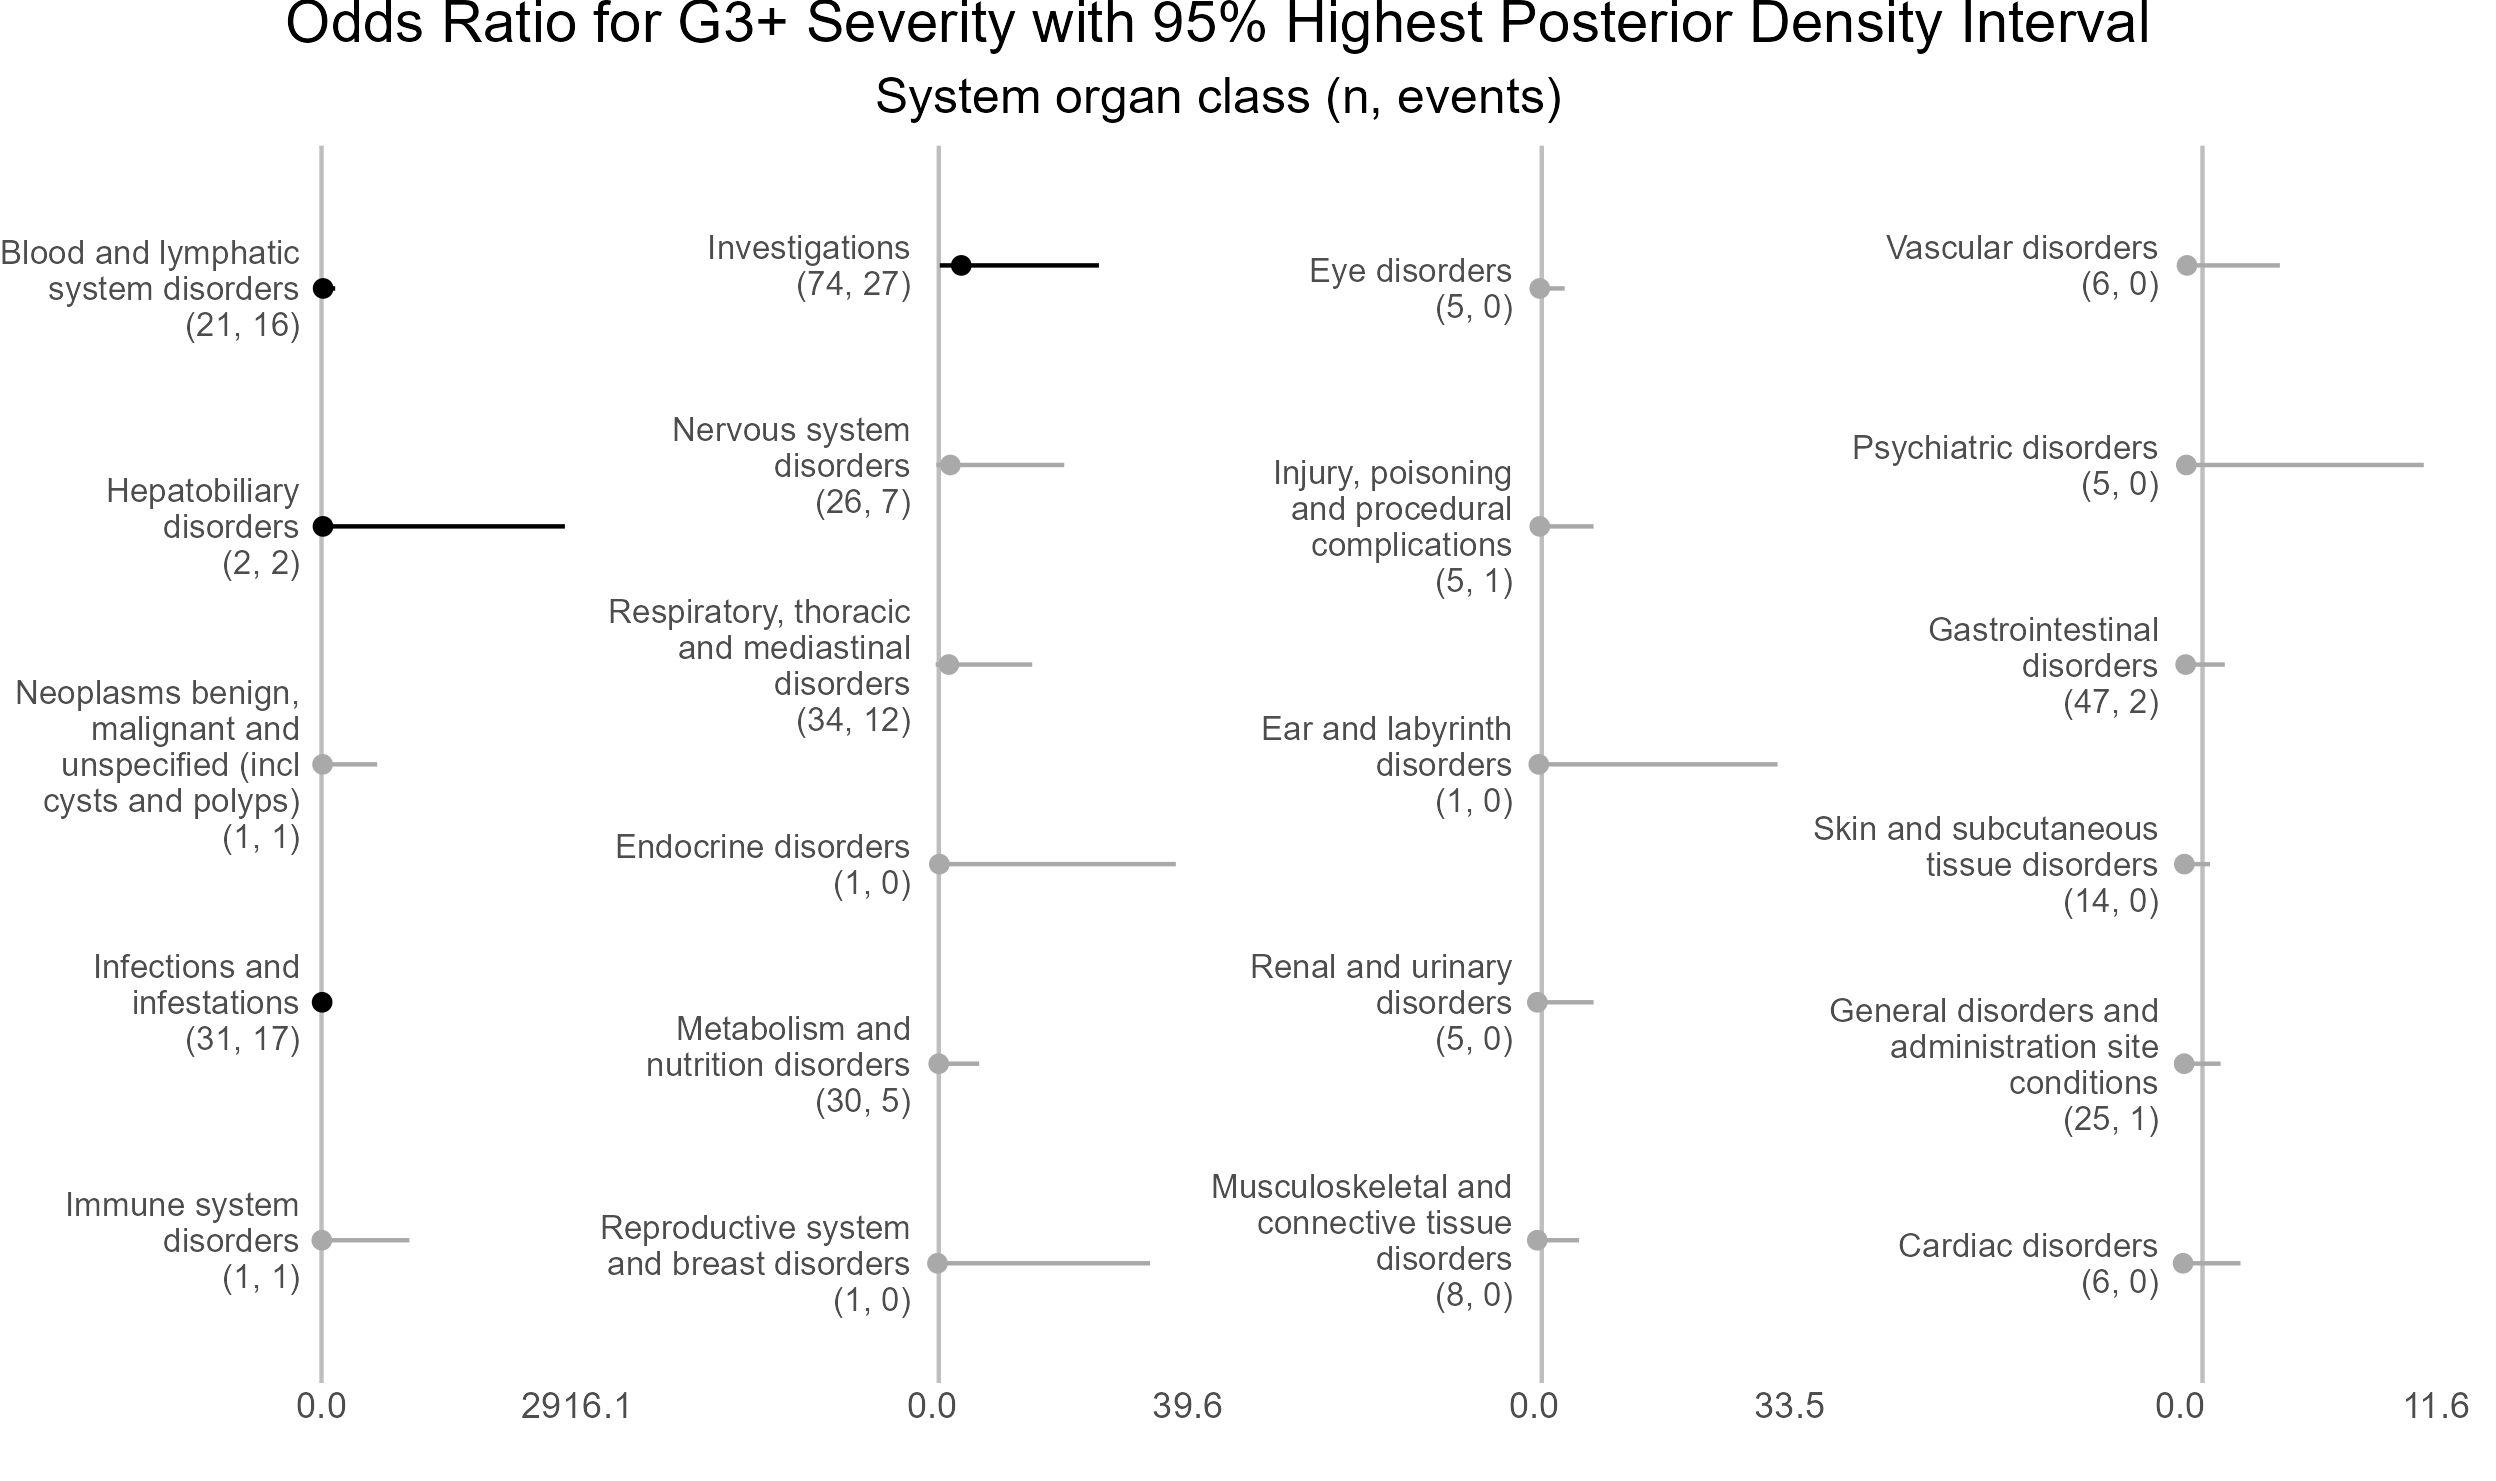 Odds Ratio for G3+ Severity with 95% Highest Posterior Density Interval
System organ class (n, events)
Blood and lymphatic
system disorders
(21, 16)
Hepatobiliary
disorders
(2, 2)
Neoplasms benign,
malignant and
unspecified (incl
cysts and polyps)
(1, 1)
Infections and
infestations
(31, 17)
Immune system
disorders
(1, 1)
0.0 2916.1
Investigations
(74, 27)
Nervous system
disorders
(26, 7)
Respiratory, thoracic
and mediastinal
disorders
(34, 12)
Endocrine disorders
(1, 0)
Metabolism and
nutrition disorders
(30, 5)
Reproductive system
and breast disorders
(1, 0)
0.0 39.6
Eye disorders
(5, 0)
Injury, poisoning
and procedural
complications
(5, 1)
Ear and labyrinth
disorders
(1, 0)
Renal and urinary
disorders
(5, 0)
Musculoskeletal and
connective tissue
disorders
(8, 0)
0.0 33.5
Vascular disorders
(6, 0)
Psychiatric disorders
(5, 0)
Gastrointestinal
disorders
(47, 2)
Skin and subcutaneous
tissue disorders
(14, 0)
General disorders and
administration site
conditions
(25, 1)
Cardiac disorders
(6, 0)
0.0 11.6